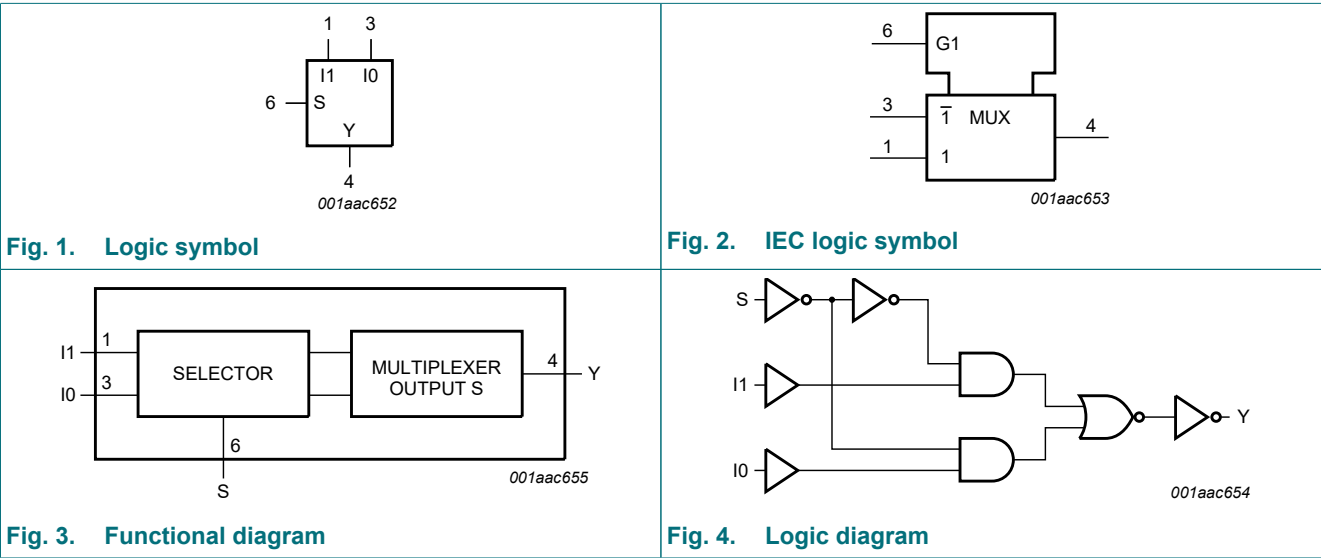 1 3
I1 I0
6 S
Y
4
001aac652
Fig. 1. Logic symbol
6 G1
3 1̅ MUX
4
1 1
001aac653
Fig. 2. IEC logic symbol
I1 1
I0 3
SELECTOR
MULTIPLEXER
OUTPUT S
4 Y
6
S
001aac655
Fig. 3. Functional diagram
S
I1
I0
Y
001aac654
Fig. 4. Logic diagram